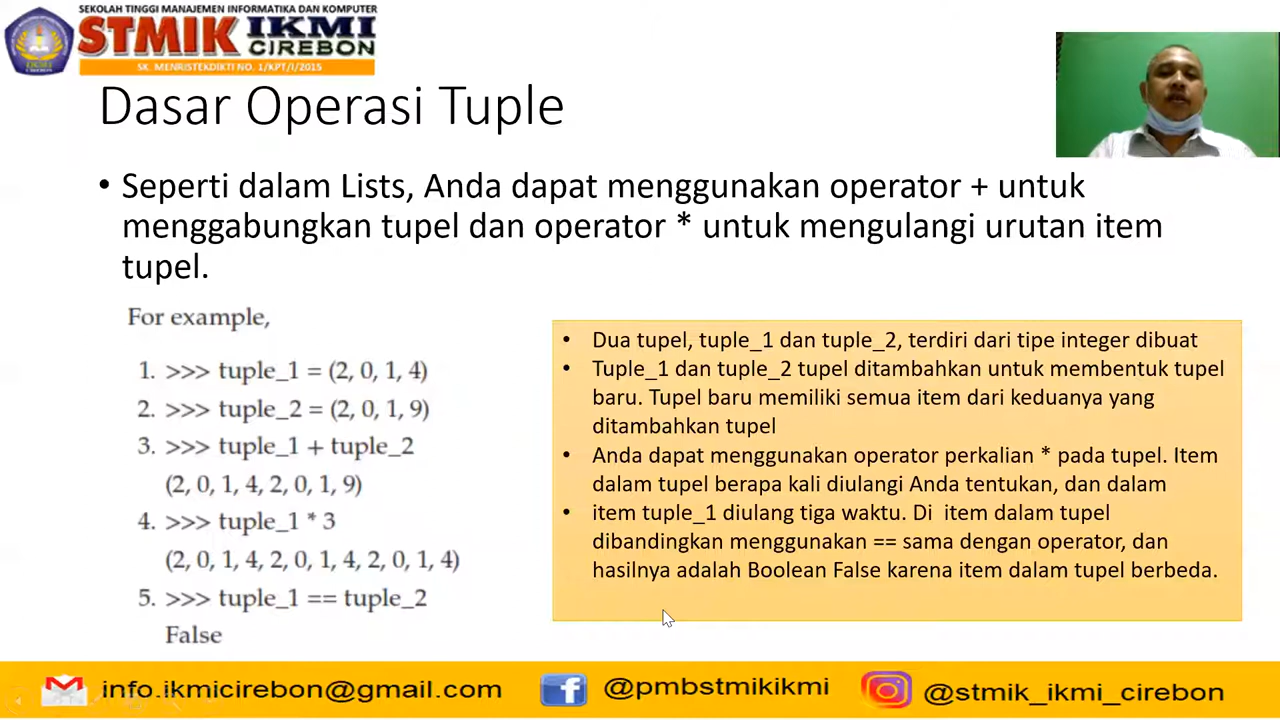 SEKOLAH TINGGI MANAJEMEN INFORMATIKA DAN KOMPUTER
STMIK IKMI
CIREBON
SK. MENRISTEKDIKTI NO. 1/KPT/I/2015
Dasar Operasi Tuple
• Seperti dalam Lists, Anda dapat menggunakan operator + untuk
menggabungkan tupel dan operator * untuk mengulangi urutan item
tupel.
For example,
1. >>> tuple_1 = (2, 0, 1, 4)
2. >>> tuple_2 = (2, 0, 1, 9)
3. >>> tuple_1 + tuple_2
(2, 0, 1, 4, 2, 0, 1, 9)
4. >>> tuple_1 * 3
(2, 0, 1, 4, 2, 0, 1, 4, 2, 0, 1, 4)
5. >>> tuple_1 == tuple_2
False
• Dua tupel, tuple_1 dan tuple_2, terdiri dari tipe integer dibuat
• Tuple_1 dan tuple_2 tupel ditambahkan untuk membentuk tupel
baru. Tupel baru memiliki semua item dari keduanya yang
ditambahkan tupel
• Anda dapat menggunakan operator perkalian * pada tupel. Item
dalam tupel berapa kali diulangi Anda tentukan, dan dalam
• item tuple_1 diulang tiga waktu. Di item dalam tupel
dibandingkan menggunakan == sama dengan operator, dan
hasilnya adalah Boolean False karena item dalam tupel berbeda.
info.ikmicirebon@gmail.com
@pmbstmikikmi
@stmik_ikmi_cirebon